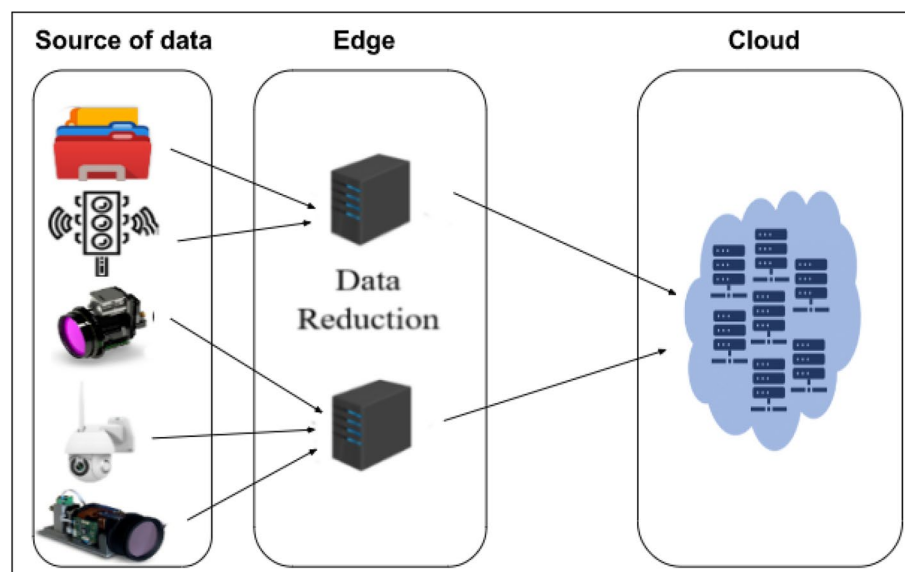 Source of data
Edge
Cloud
Data
Reduction